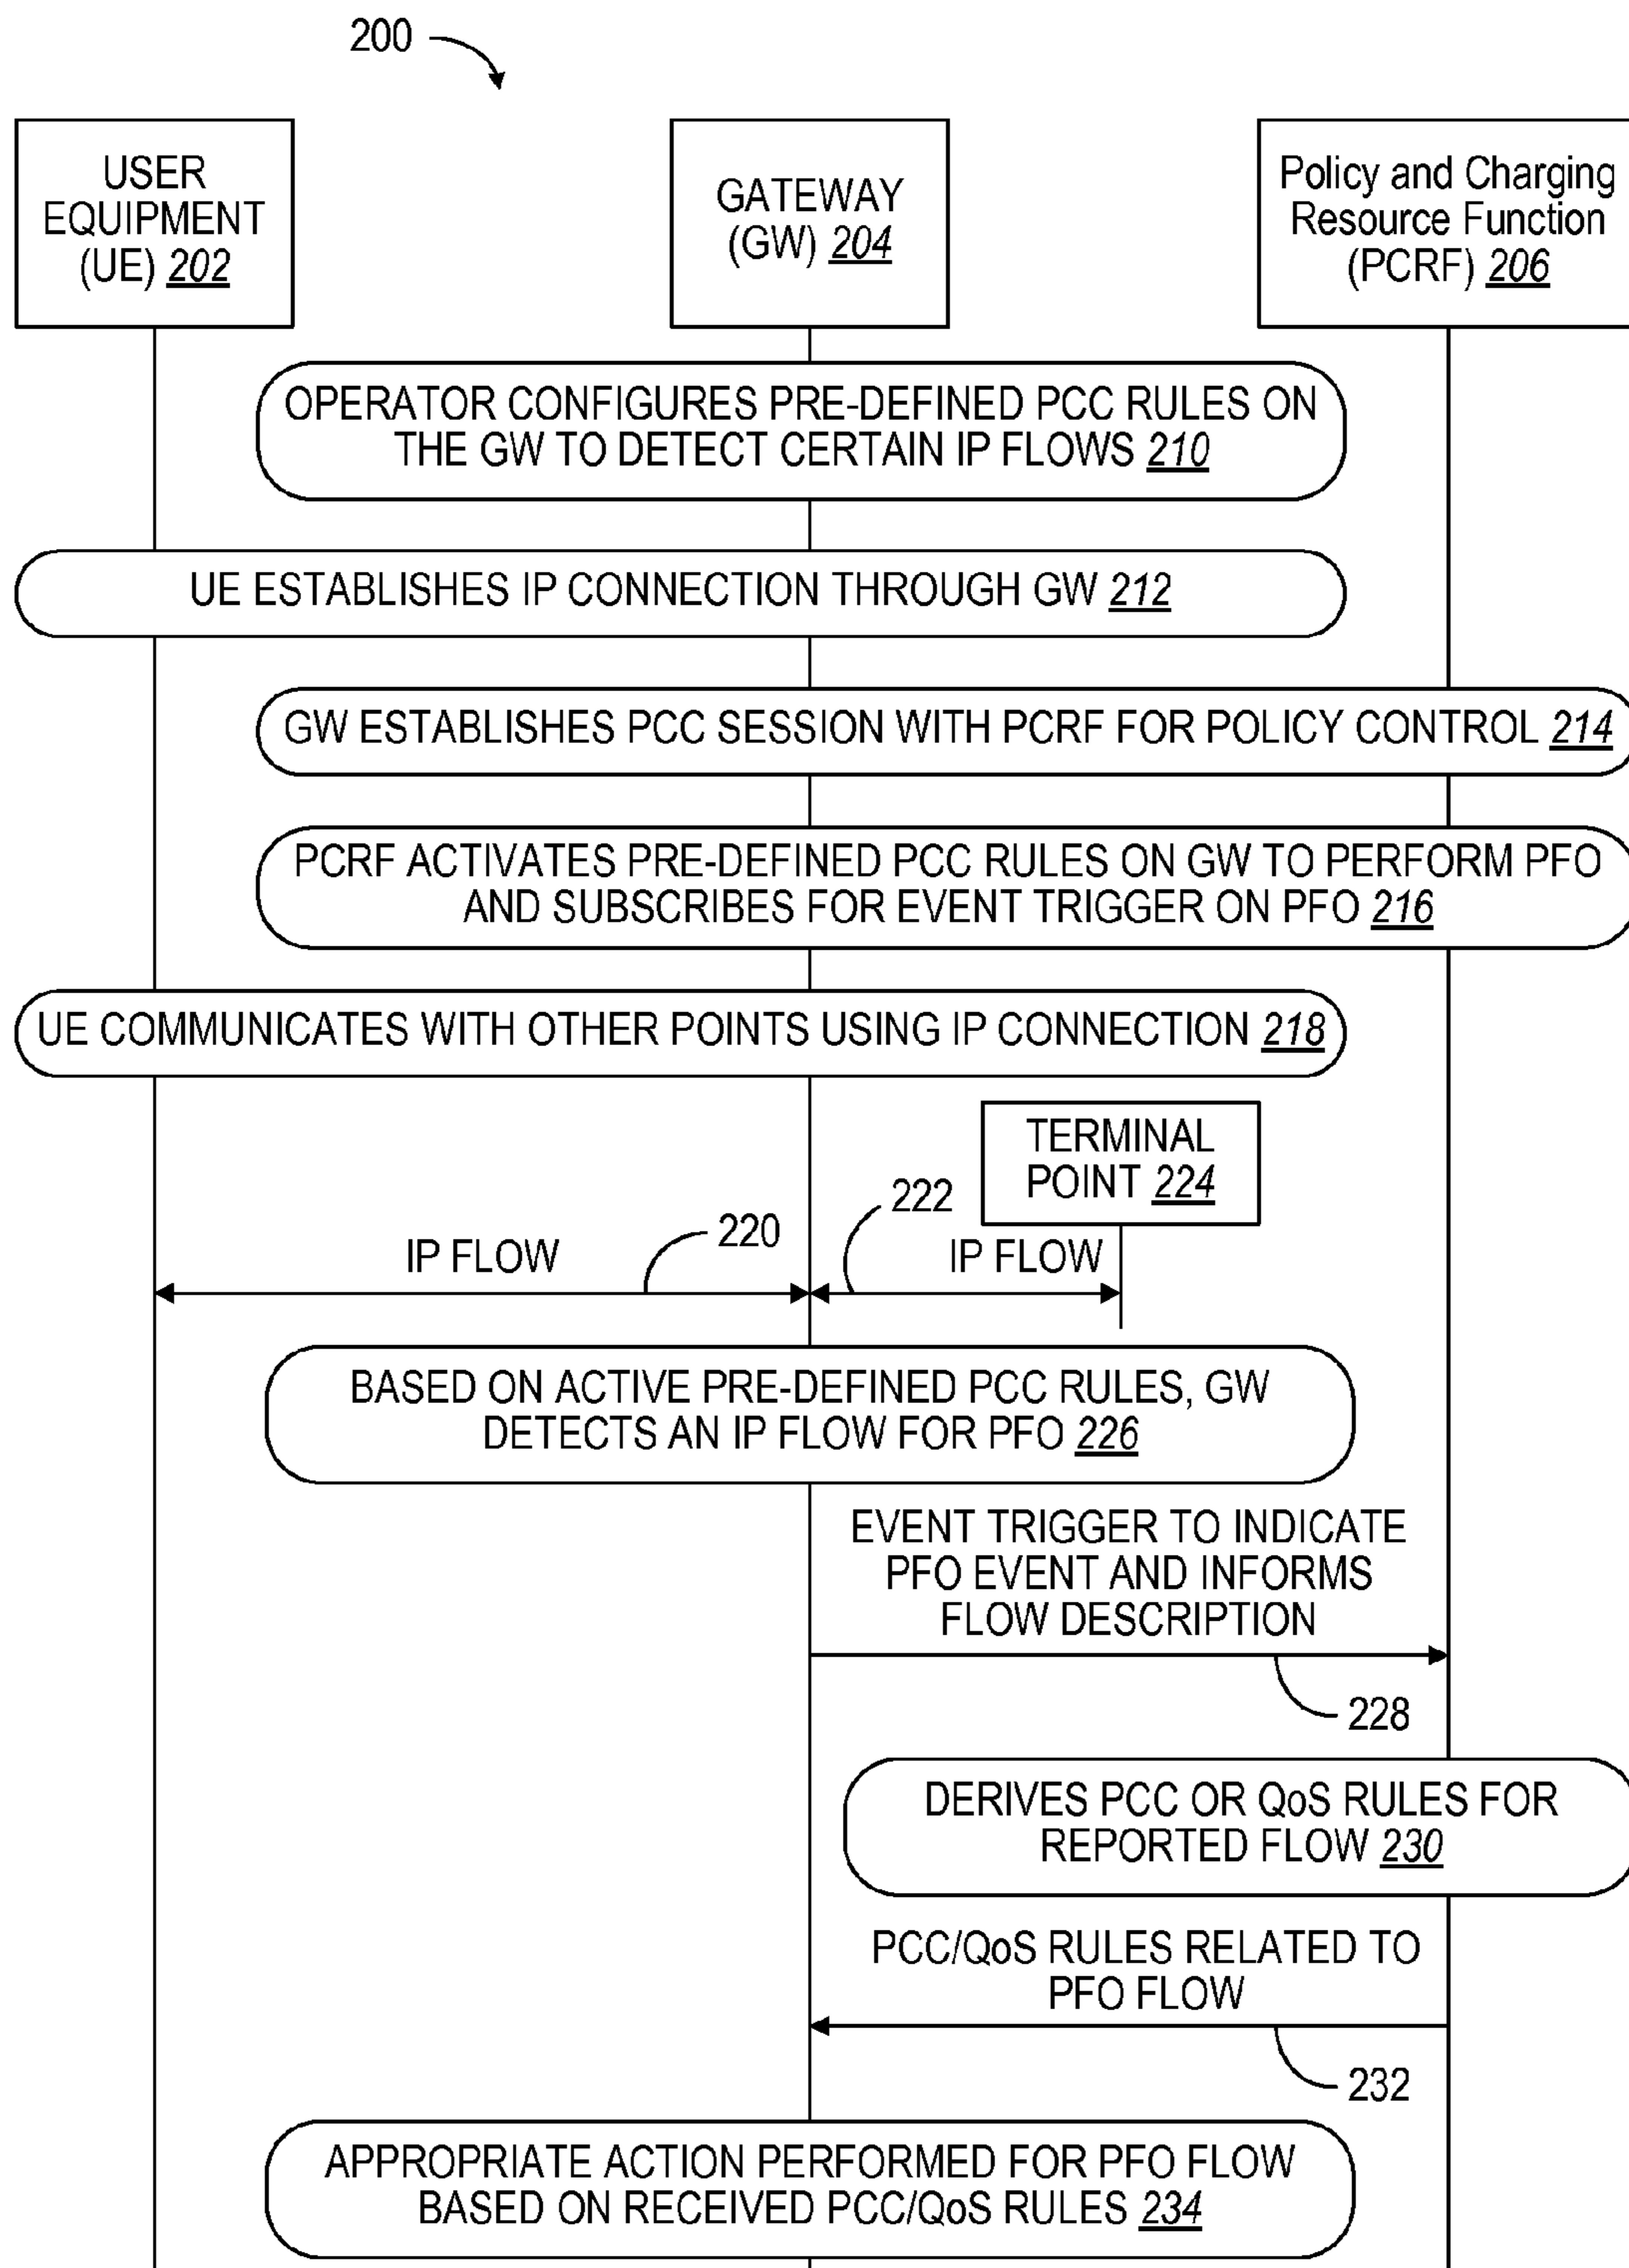 200
USER
EQUIPMENT
(UE) 202
GATEWAY
(GW) 204
Policy and Charging
Resource Function
(PCRF) 206
OPERATOR CONFIGURES PRE-DEFINED PCC RULES ON
THE GW TO DETECT CERTAIN IP FLOWS 210
UE ESTABLISHES IP CONNECTION THROUGH GW 212
GW ESTABLISHES PCC SESSION WITH PCRF FOR POLICY CONTROL 214
PCRF ACTIVATES PRE-DEFINED PCC RULES ON GW TO PERFORM PFO
AND SUBSCRIBES FOR EVENT TRIGGER ON PFO 216
UE COMMUNICATES WITH OTHER POINTS USING IP CONNECTION 218
TERMINAL
POINT 224
222
220
IP FLOW
IP FLOW
BASED ON ACTIVE PRE-DEFINED PCC RULES, GW
DETECTS AN IP FLOW FOR PFO 226
EVENT TRIGGER TO INDICATE
PFO EVENT AND INFORMS
FLOW DESCRIPTION
228
DERIVES PCC OR QoS RULES FOR
REPORTED FLOW 230
PCC/QoS RULES RELATED TO
PFO FLOW
232
APPROPRIATE ACTION PERFORMED FOR PFO FLOW
BASED ON RECEIVED PCC/QoS RULES 234